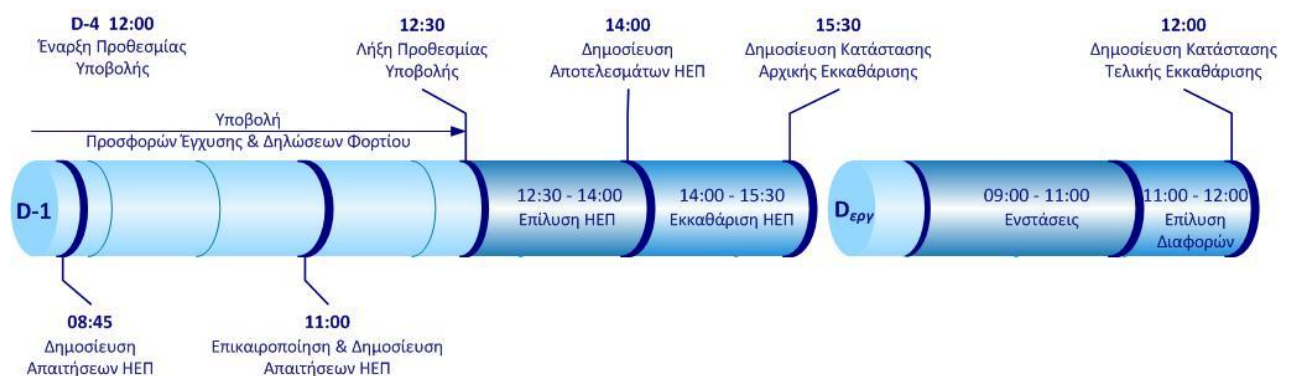 D-4 12:00
Έναρξη Προθεσμίας
Υποβολής
12:30
Λήξη Προθεσμίας
Υποβολής
14:00
Δημοσίευση
Αποτελεσμάτων ΗΕΠ
15:30
Δημοσίευση Κατάστασης
Αρχικής Εκκαθάρισης
12:00
Δημοσίευση Κατάστασης
Τελικής Εκκαθάρισης
Υποβολή
Προσφορών Έγχυσης & Δηλώσεων Φορτίου
D-1
12:30 - 14:00
Επίλυση ΗΕΠ
14:00 - 15:30
Εκκαθάριση ΗΕΠ
Dεργ
09:00 - 11:00
Ενστάσεις
11:00 - 12:00
Επίλυση
Διαφορών
08:45
Δημοσίευση
Απαιτήσεων ΗΕΠ
11:00
Επικαιροποίηση & Δημοσίευση
Απαιτήσεων ΗΕΠ